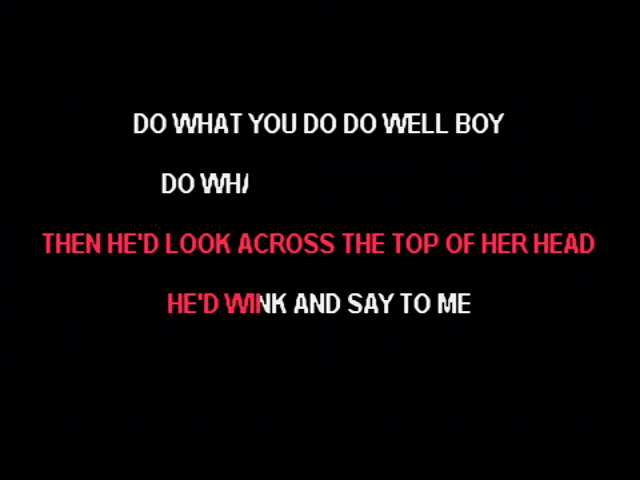 DO WHAT YOU DO DO WELL BOY
DO WHA
THEN HE'D LOOK ACROSS THE TOP OF HER HEAD
HE'D WINK AND SAY TO ME